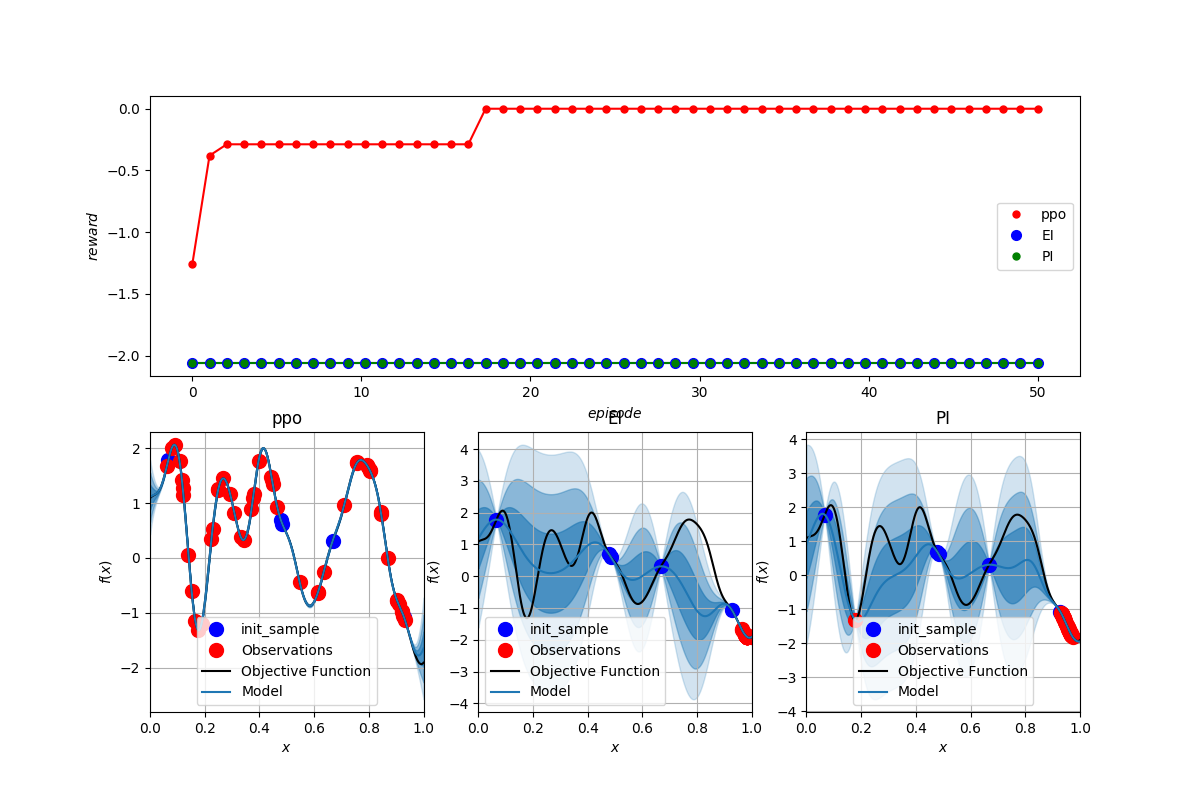 0.0
−0.5
−1.0
−1.5
−2.0
reward
ppo
EI
PI
0 10 20 30 40 50
episode
ppo EI PI
2
1
0
−1
−2
f(x)
init_sample
Observations
Objective Function
Model
0.0 0.2 0.4 0.6 0.8 1.0
x
4
3
2
1
0
−1
−2
−3
−4
f(x)
init_sample
Observations
Objective Function
Model
0.0 0.2 0.4 0.6 0.8 1.0
x
4
3
2
1
0
−1
−2
−3
−4
f(x)
init_sample
Observations
Objective Function
Model
0.0 0.2 0.4 0.6 0.8 1.0
x